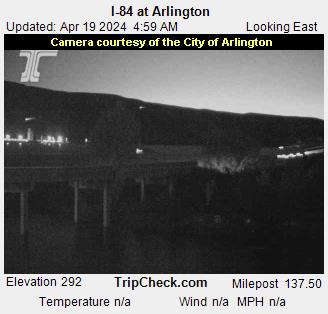 I-84 at Arlington
Updated: Apr 19 2024 4:59 AM Looking East
Camera courtesy of the City of Arlington
Elevation 292 TripCheck.com Milepost 137.50
Temperature n/a Wind n/a MPH n/a